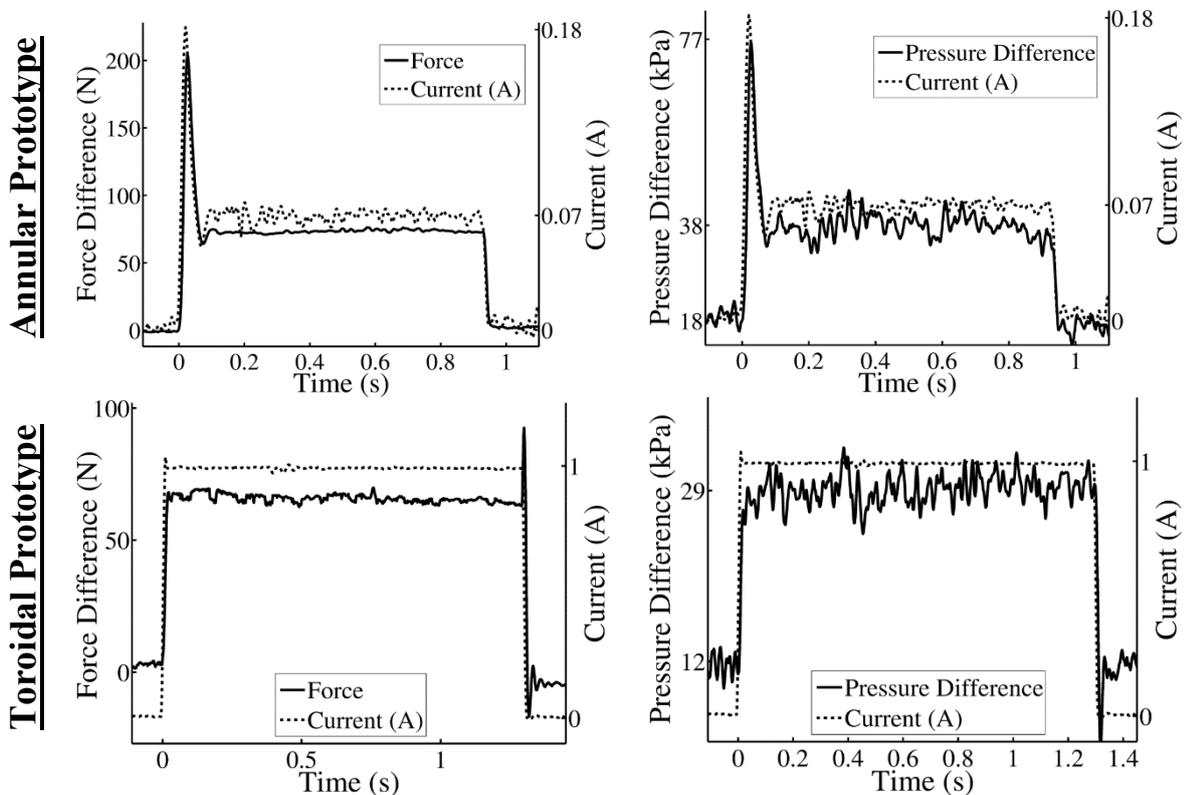 Annular Prototype
Force Difference (N)
200
150
100
50
0
0.18
0.07
0
Current (A)
Force
Current (A)
0 0.2 0.4 0.6 0.8 1
Time (s)
Pressure Difference (kPa)
77
38
18
0.18
0.07
0
Current (A)
Pressure Difference
Current (A)
0 0.2 0.4 0.6 0.8 1
Time (s)
Toroidal Prototype
Force Difference (N)
100
50
0
1
0
Current (A)
Force
Current (A)
0 0.5 1
Time (s)
Pressure Difference (kPa)
29
12
1
0
Current (A)
Pressure Difference
Current (A)
0 0.2 0.4 0.6 0.8 1 1.2 1.4
Time (s)